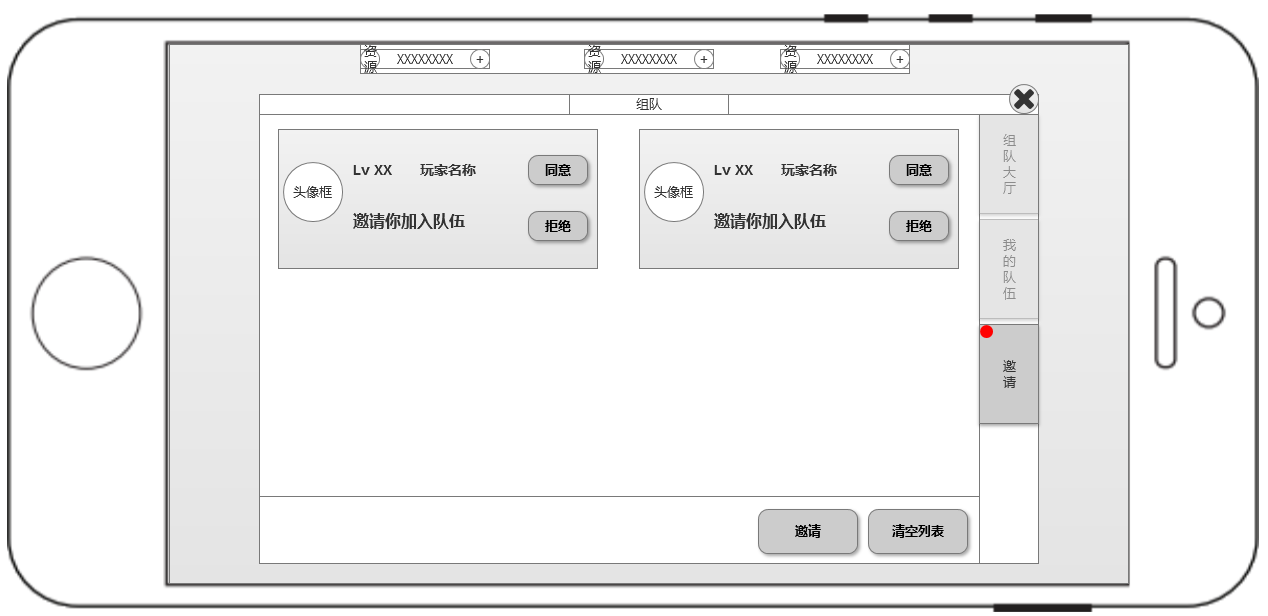 资源 XXXXXXXX + 资源 XXXXXXXX + 资源 XXXXXXXX +
组队
头像框
Lv XX 玩家名称
邀请你加入队伍
同意
拒绝
头像框
Lv XX 玩家名称
邀请你加入队伍
同意
拒绝
组队大厅
我的队伍
邀请
邀请 清空列表